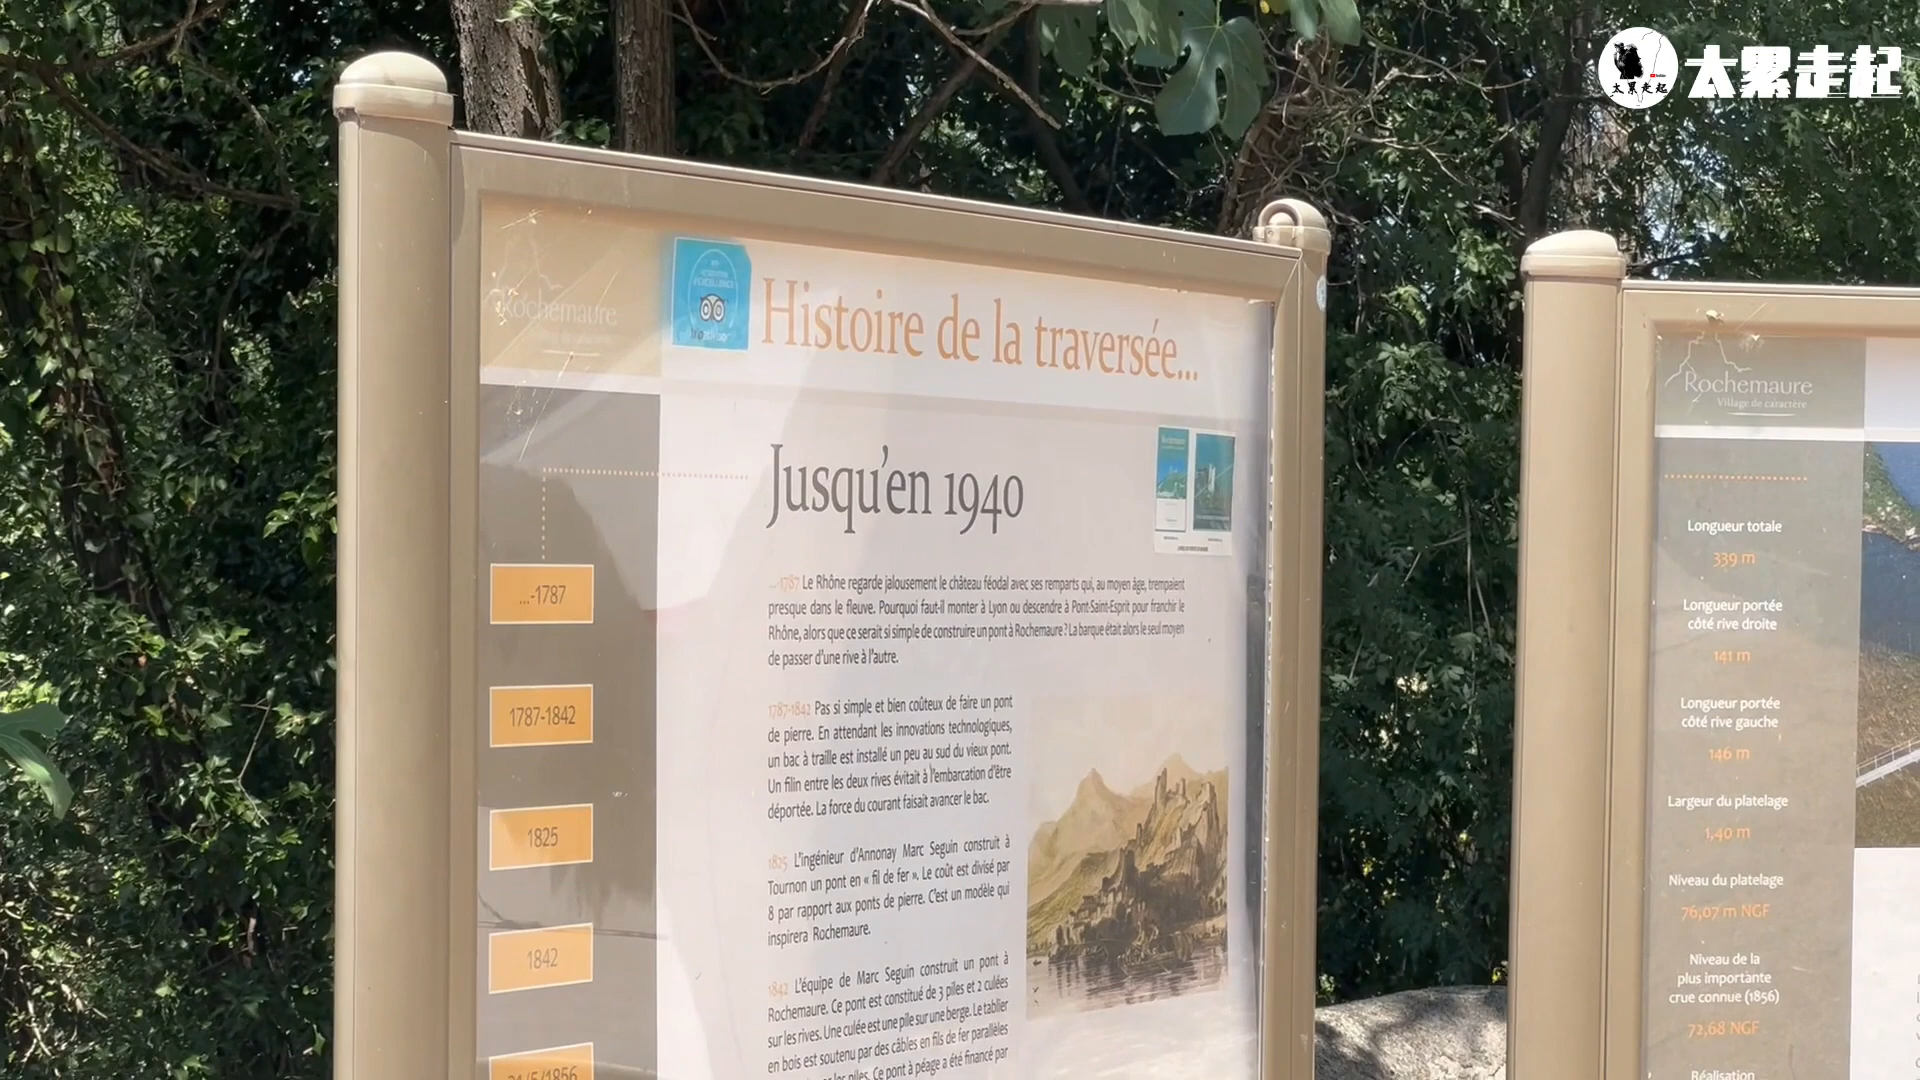 太累走起
太累走起
Rochemaure
Histoire de la traversée...
Jusqu'en 1940
...-1787
1787-1842
1825
1842
21/5/1856
...-1787 Le Rhône regarde jalousement le château féodal avec ses remparts qui, au moyen âge, trempaient
presque dans le fleuve. Pourquoi faut-il monter à Lyon ou descendre à Pont-Saint-Esprit pour franchir le
Rhône, alors que ce serait si simple de construire un pont à Rochemaure ? La barque était alors le seul moyen
de passer d'une rive à l'autre.
1787-1842 Pas si simple et bien coûteux de faire un pont
de pierre. En attendant les innovations technologiques,
un bac à traille est installé un peu au sud du vieux pont.
Un filin entre les deux rives évitait à l'embarcation d'être
déportée. La force du courant faisait avancer le bac.
1825 L'ingénieur d'Annonay Marc Seguin construit à
Tournon un pont en « fil de fer ». Le coût est divisé par
8 par rapport aux ponts de pierre. C'est un modèle qui
inspirera Rochemaure.
1842 L'équipe de Marc Seguin construit un pont à
Rochemaure. Ce pont est constitué de 3 piles et 2 culées
sur les rives. Une culée est une pile sur une berge. Le tablier
en bois est soutenu par des câbles en fils de fer parallèles
les piles. Ce pont à péage a été financé par
Rochemaure
Village de caractère
Longueur totale
339 m
Longueur portée
côté rive droite
141 m
Longueur portée
côté rive gauche
146 m
Largeur du platelage
1,40 m
Niveau du platelage
76,07 m NGF
Niveau de la
plus importante
crue connue (1856)
72,68 NGF
Réalisation